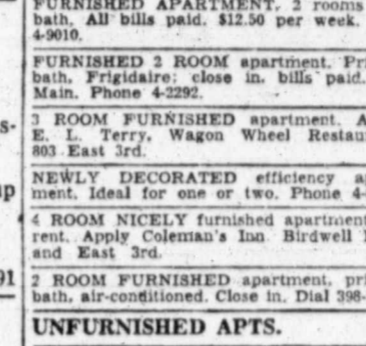 FURNISHED APARTMENT. 2 rooms
bath. All bills paid. $12.50 per week.
4-9010.
FURNISHED 2 ROOM apartment. Pri
bath, Frigidaire; close in, bills paid.
Main. Phone 4-2292.
3 ROOM FURNISHED apartment. A
s- E. L. Terry, Wagon Wheel Restau
803 East 3rd.
NEWLY DECORATED efficiency a
p ment. Ideal for one or two. Phone 4-
4 ROOM NICELY furnished apartment
rent. Apply Coleman's Inn Birdwell
and East 3rd.
91 2 ROOM FURNISHED apartment, pri
bath, air-conditioned. Close in. Dial 398-
UNFURNISHED APTS.